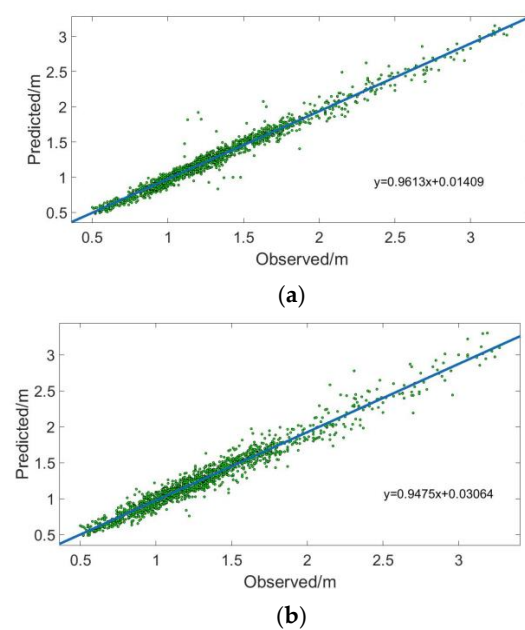 3
2.5
2
1.5
1
0.5
Predicted/m
y=0.9613x+0.01409
0.5 1 1.5 2 2.5 3
Observed/m
(a)
3
2.5
2
1.5
1
0.5
Predicted/m
y=0.9475x+0.03064
0.5 1 1.5 2 2.5 3
Observed/m
(b)